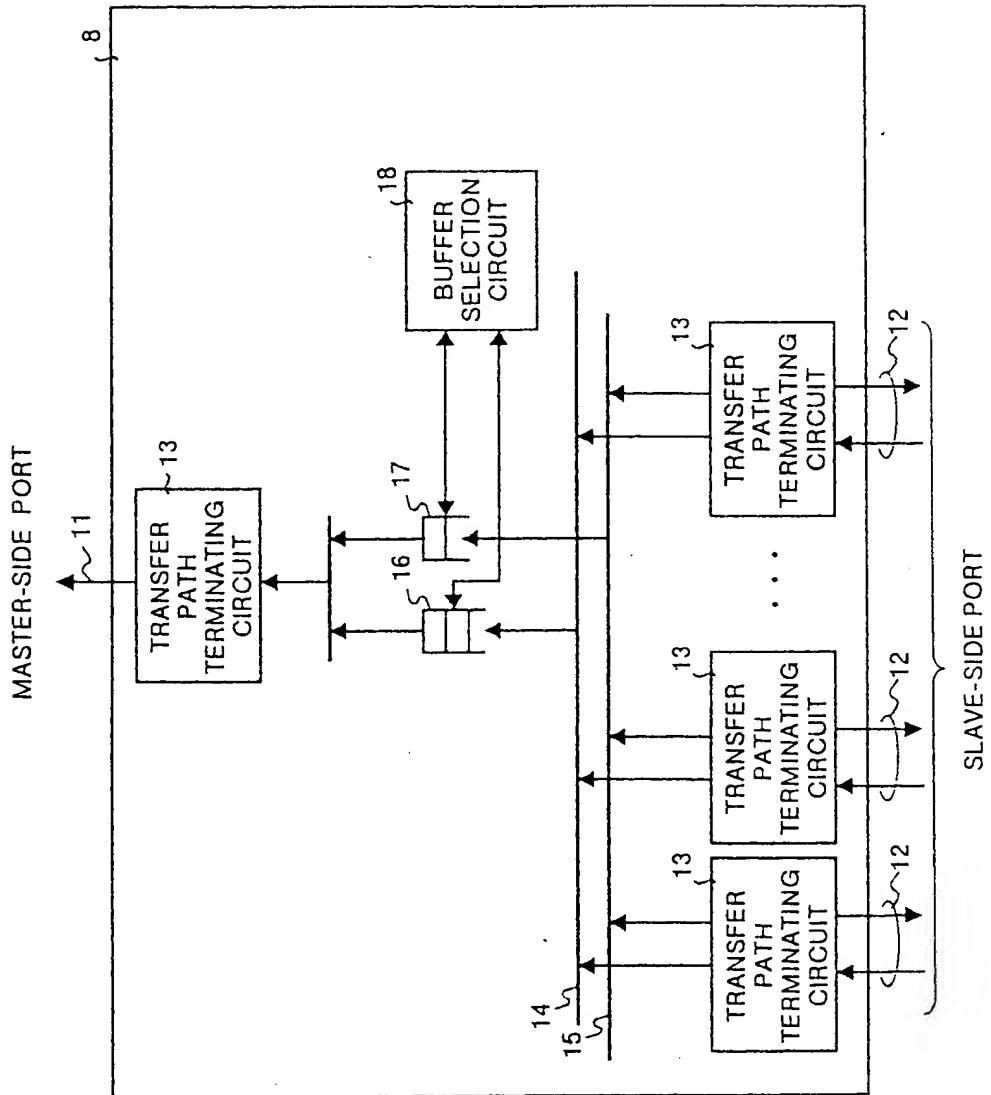 MASTER-SIDE PORT
11
8
13
TRANSFER
PATH
TERMINATING
CIRCUIT
16
17
18
BUFFER
SELECTION
CIRCUIT
14
15
13
TRANSFER
PATH
TERMINATING
CIRCUIT
12
13
TRANSFER
PATH
TERMINATING
CIRCUIT
12
. . .
13
TRANSFER
PATH
TERMINATING
CIRCUIT
12
SLAVE-SIDE PORT